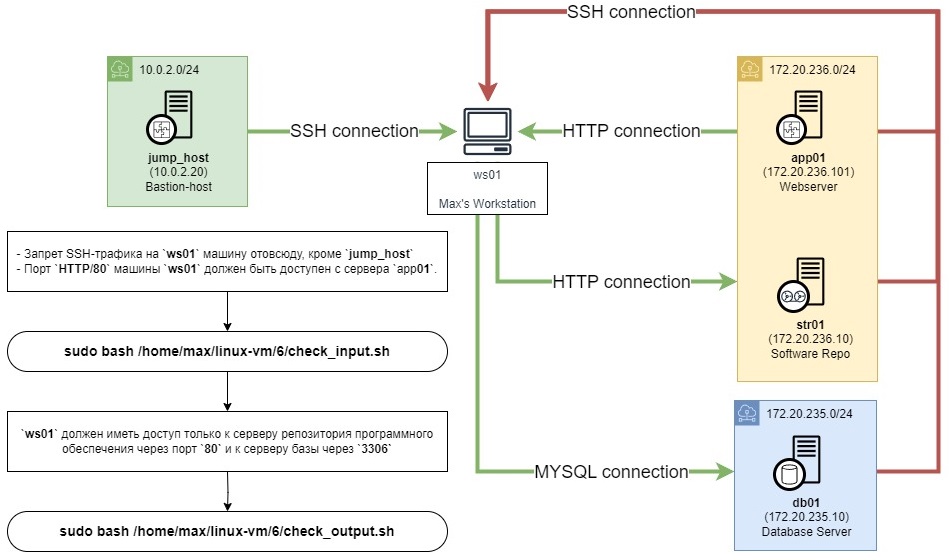 SSH connection
10.0.2.0/24
jump_host
(10.0.2.20)
Bastion-host
SSH connection
HTTP connection
ws01
Max's Workstation
172.20.236.0/24
app01
(172.20.236.101)
Webserver
- Запрет SSH-трафика на `ws01` машину отовсюду, кроме `jump_host`
- Порт `HTTP/80` машины `ws01` должен быть доступен с сервера `app01`.
HTTP connection
str01
(172.20.236.10)
Software Repo
sudo bash /home/max/linux-vm/6/check_input.sh
`ws01` должен иметь доступ только к серверу репозитория программного
обеспечения через порт `80` и к серверу базы через `3306`
MYSQL connection
172.20.235.0/24
db01
(172.20.235.10)
Database Server
sudo bash /home/max/linux-vm/6/check_output.sh